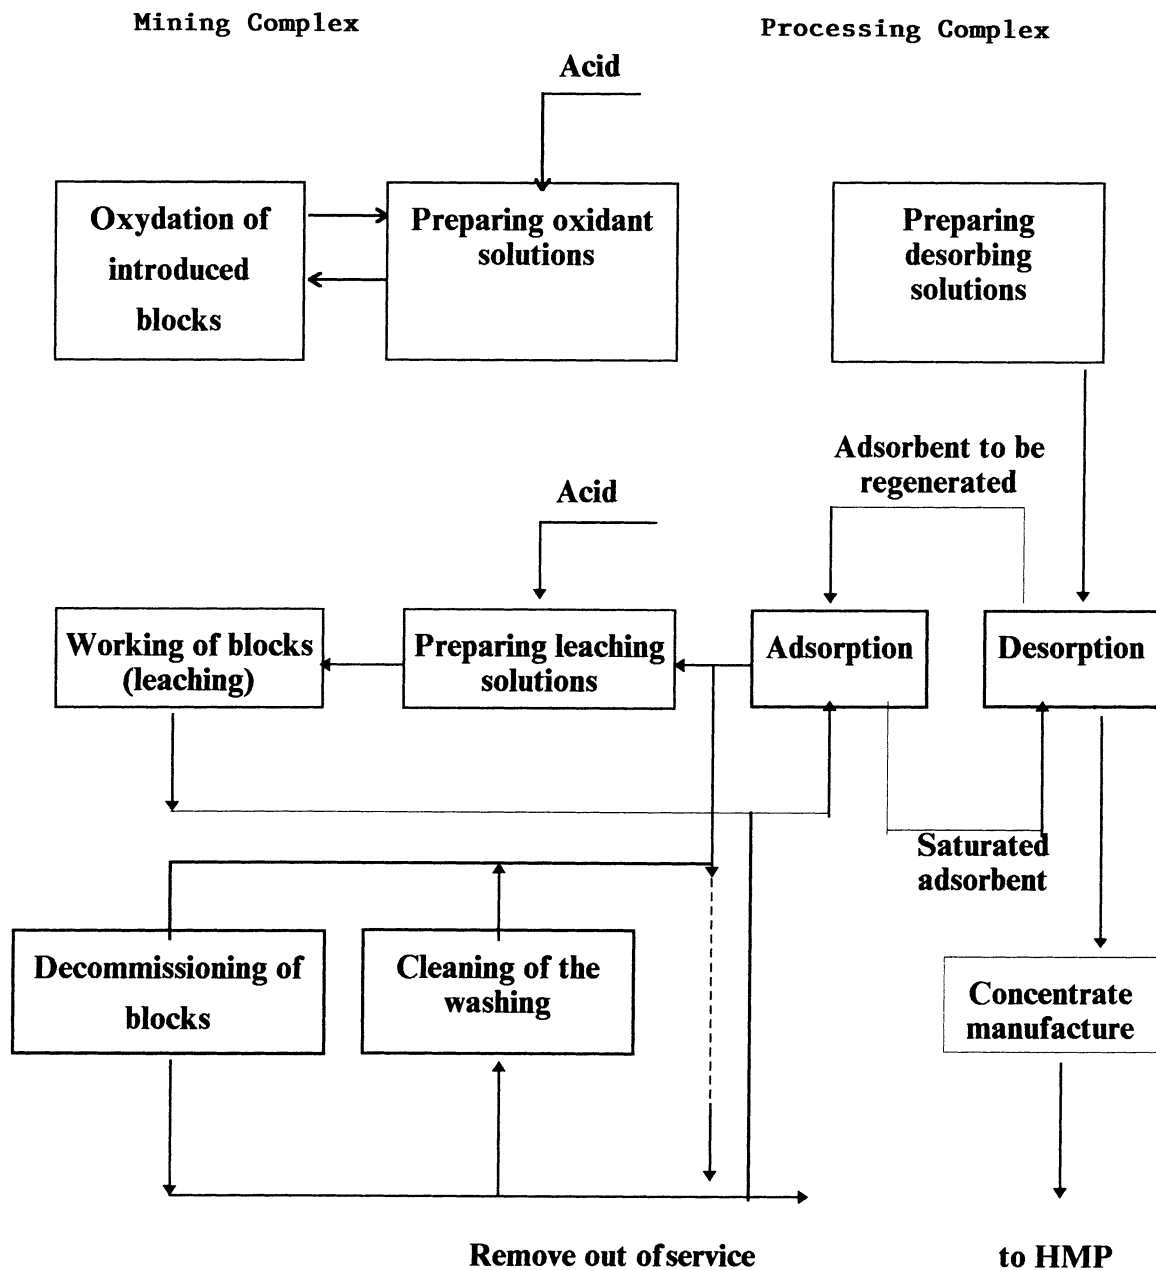 Mining Complex
Processing Complex
Acid
Oxydation of
introduced
blocks
Preparing oxidant
solutions
Preparing
desorbing
solutions
Adsorbent to be
regenerated
Acid
Working of blocks
(leaching)
Preparing leaching
solutions
Adsorption
Desorption
Saturated
adsorbent
Decommissioning of
blocks
Cleaning of the
washing
Concentrate
manufacture
Remove out of service
to HMP